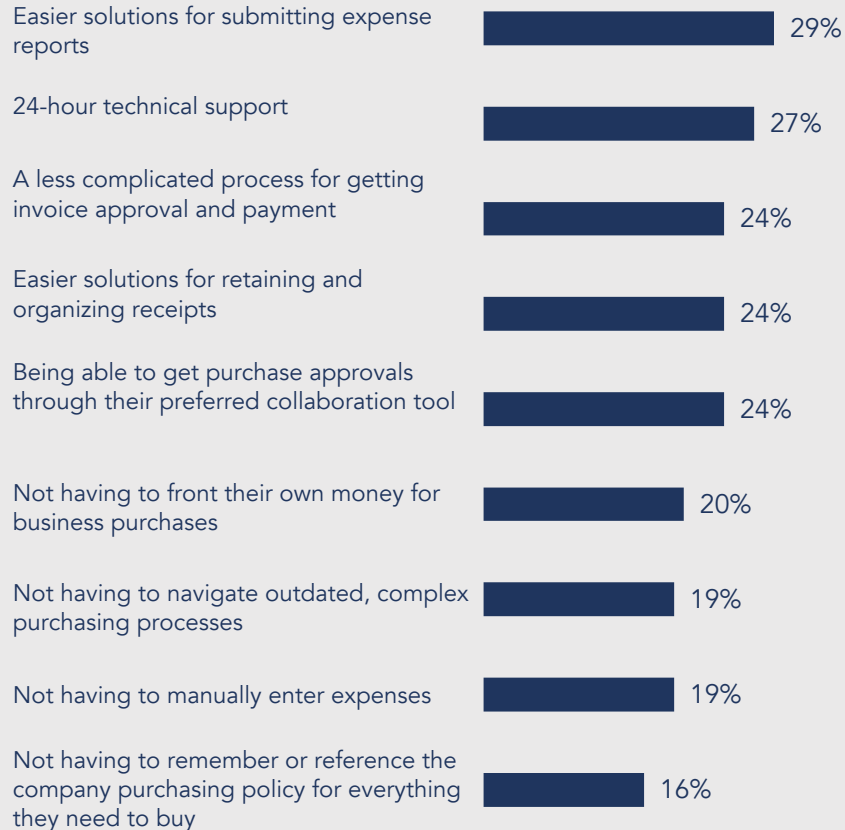 Easier solutions for submitting expense
reports
29%
24-hour technical support
27%
A less complicated process for getting
invoice approval and payment
24%
Easier solutions for retaining and
organizing receipts
24%
Being able to get purchase approvals
through their preferred collaboration tool
24%
Not having to front their own money for
business purchases
20%
Not having to navigate outdated, complex
purchasing processes
19%
Not having to manually enter expenses
19%
Not having to remember or reference the
company purchasing policy for everything
they need to buy
16%